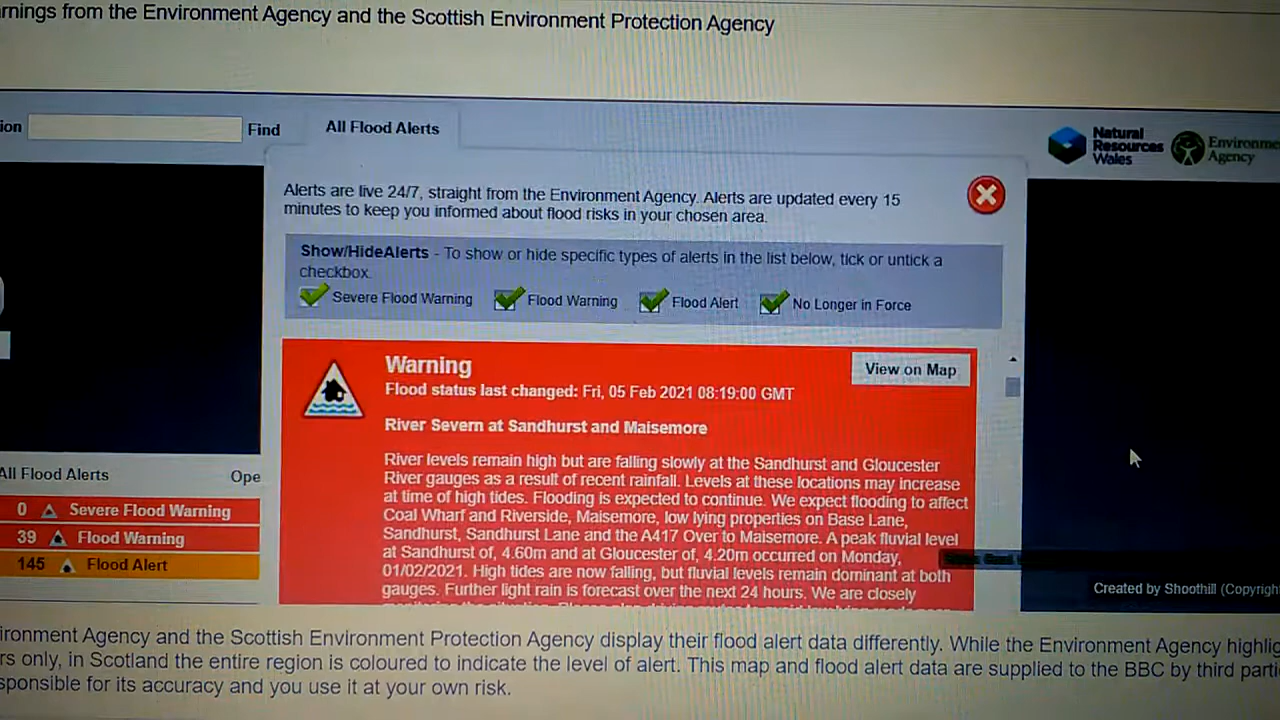 rnings from the Environment Agency and the Scottish Environment Protection Agency
ion
Find
All Flood Alerts
Natural
Resources
Wales
Environme
Agency
Alerts are live 24/7, straight from the Environment Agency. Alerts are updated every 15
minutes to keep you informed about flood risks in your chosen area.
Show/HideAlerts - To show or hide specific types of alerts in the list below, tick or untick a
checkbox.
Severe Flood Warning
Flood Warning
Flood Alert
No Longer in Force
Warning
View on Map
Flood status last changed: Fri, 05 Feb 2021 08:19:00 GMT
River Severn at Sandhurst and Maisemore
River levels remain high but are falling slowly at the Sandhurst and Gloucester
River gauges as a result of recent rainfall. Levels at these locations may increase
at time of high tides. Flooding is expected to continue. We expect flooding to affect
Coal Wharf and Riverside, Maisemore, low lying properties on Base Lane,
Sandhurst, Sandhurst Lane and the A417 Over to Maisemore. A peak fluvial level
at Sandhurst of, 4.60m and at Gloucester of, 4.20m occurred on Monday,
01/02/2021. High tides are now falling, but fluvial levels remain dominant at both
gauges. Further light rain is forecast over the next 24 hours. We are closely
All Flood Alerts
Ope
0 Severe Flood Warning
39 Flood Warning
145 Flood Alert
Created by Shoothill (Copyrigh
ironment Agency and the Scottish Environment Protection Agency display their flood alert data differently. While the Environment Agency highlig
rs only, in Scotland the entire region is coloured to indicate the level of alert. This map and flood alert data are supplied to the BBC by third parti
sponsible for its accuracy and you use it at your own risk.